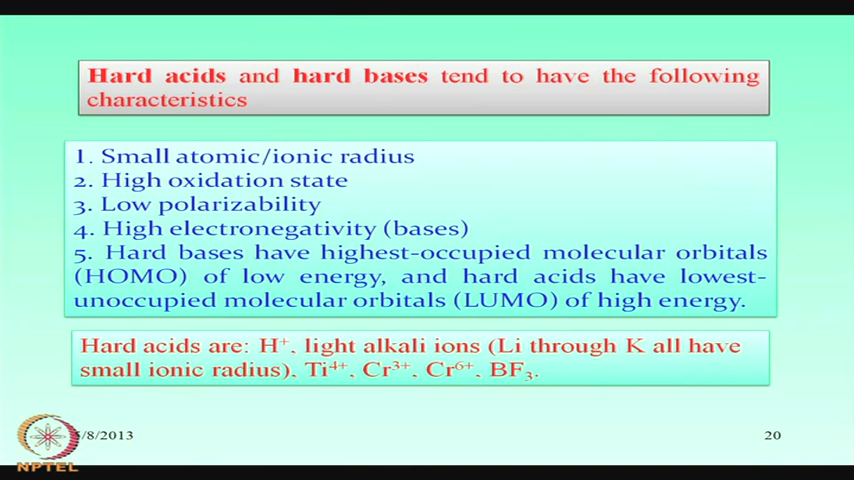 Hard acids and hard bases tend to have the following
characteristics
1. Small atomic/ionic radius
2. High oxidation state
3. Low polarizability
4. High electronegativity (bases)
5. Hard bases have highest-occupied molecular orbitals
(HOMO) of low energy, and hard acids have lowest-
unoccupied molecular orbitals (LUMO) of high energy.
Hard acids are: H⁺, light alkali ions (Li through K all have
small ionic radius), Ti⁴⁺, Cr³⁺, Cr⁶⁺, BF₃.
5/8/2013
20
NPTEL